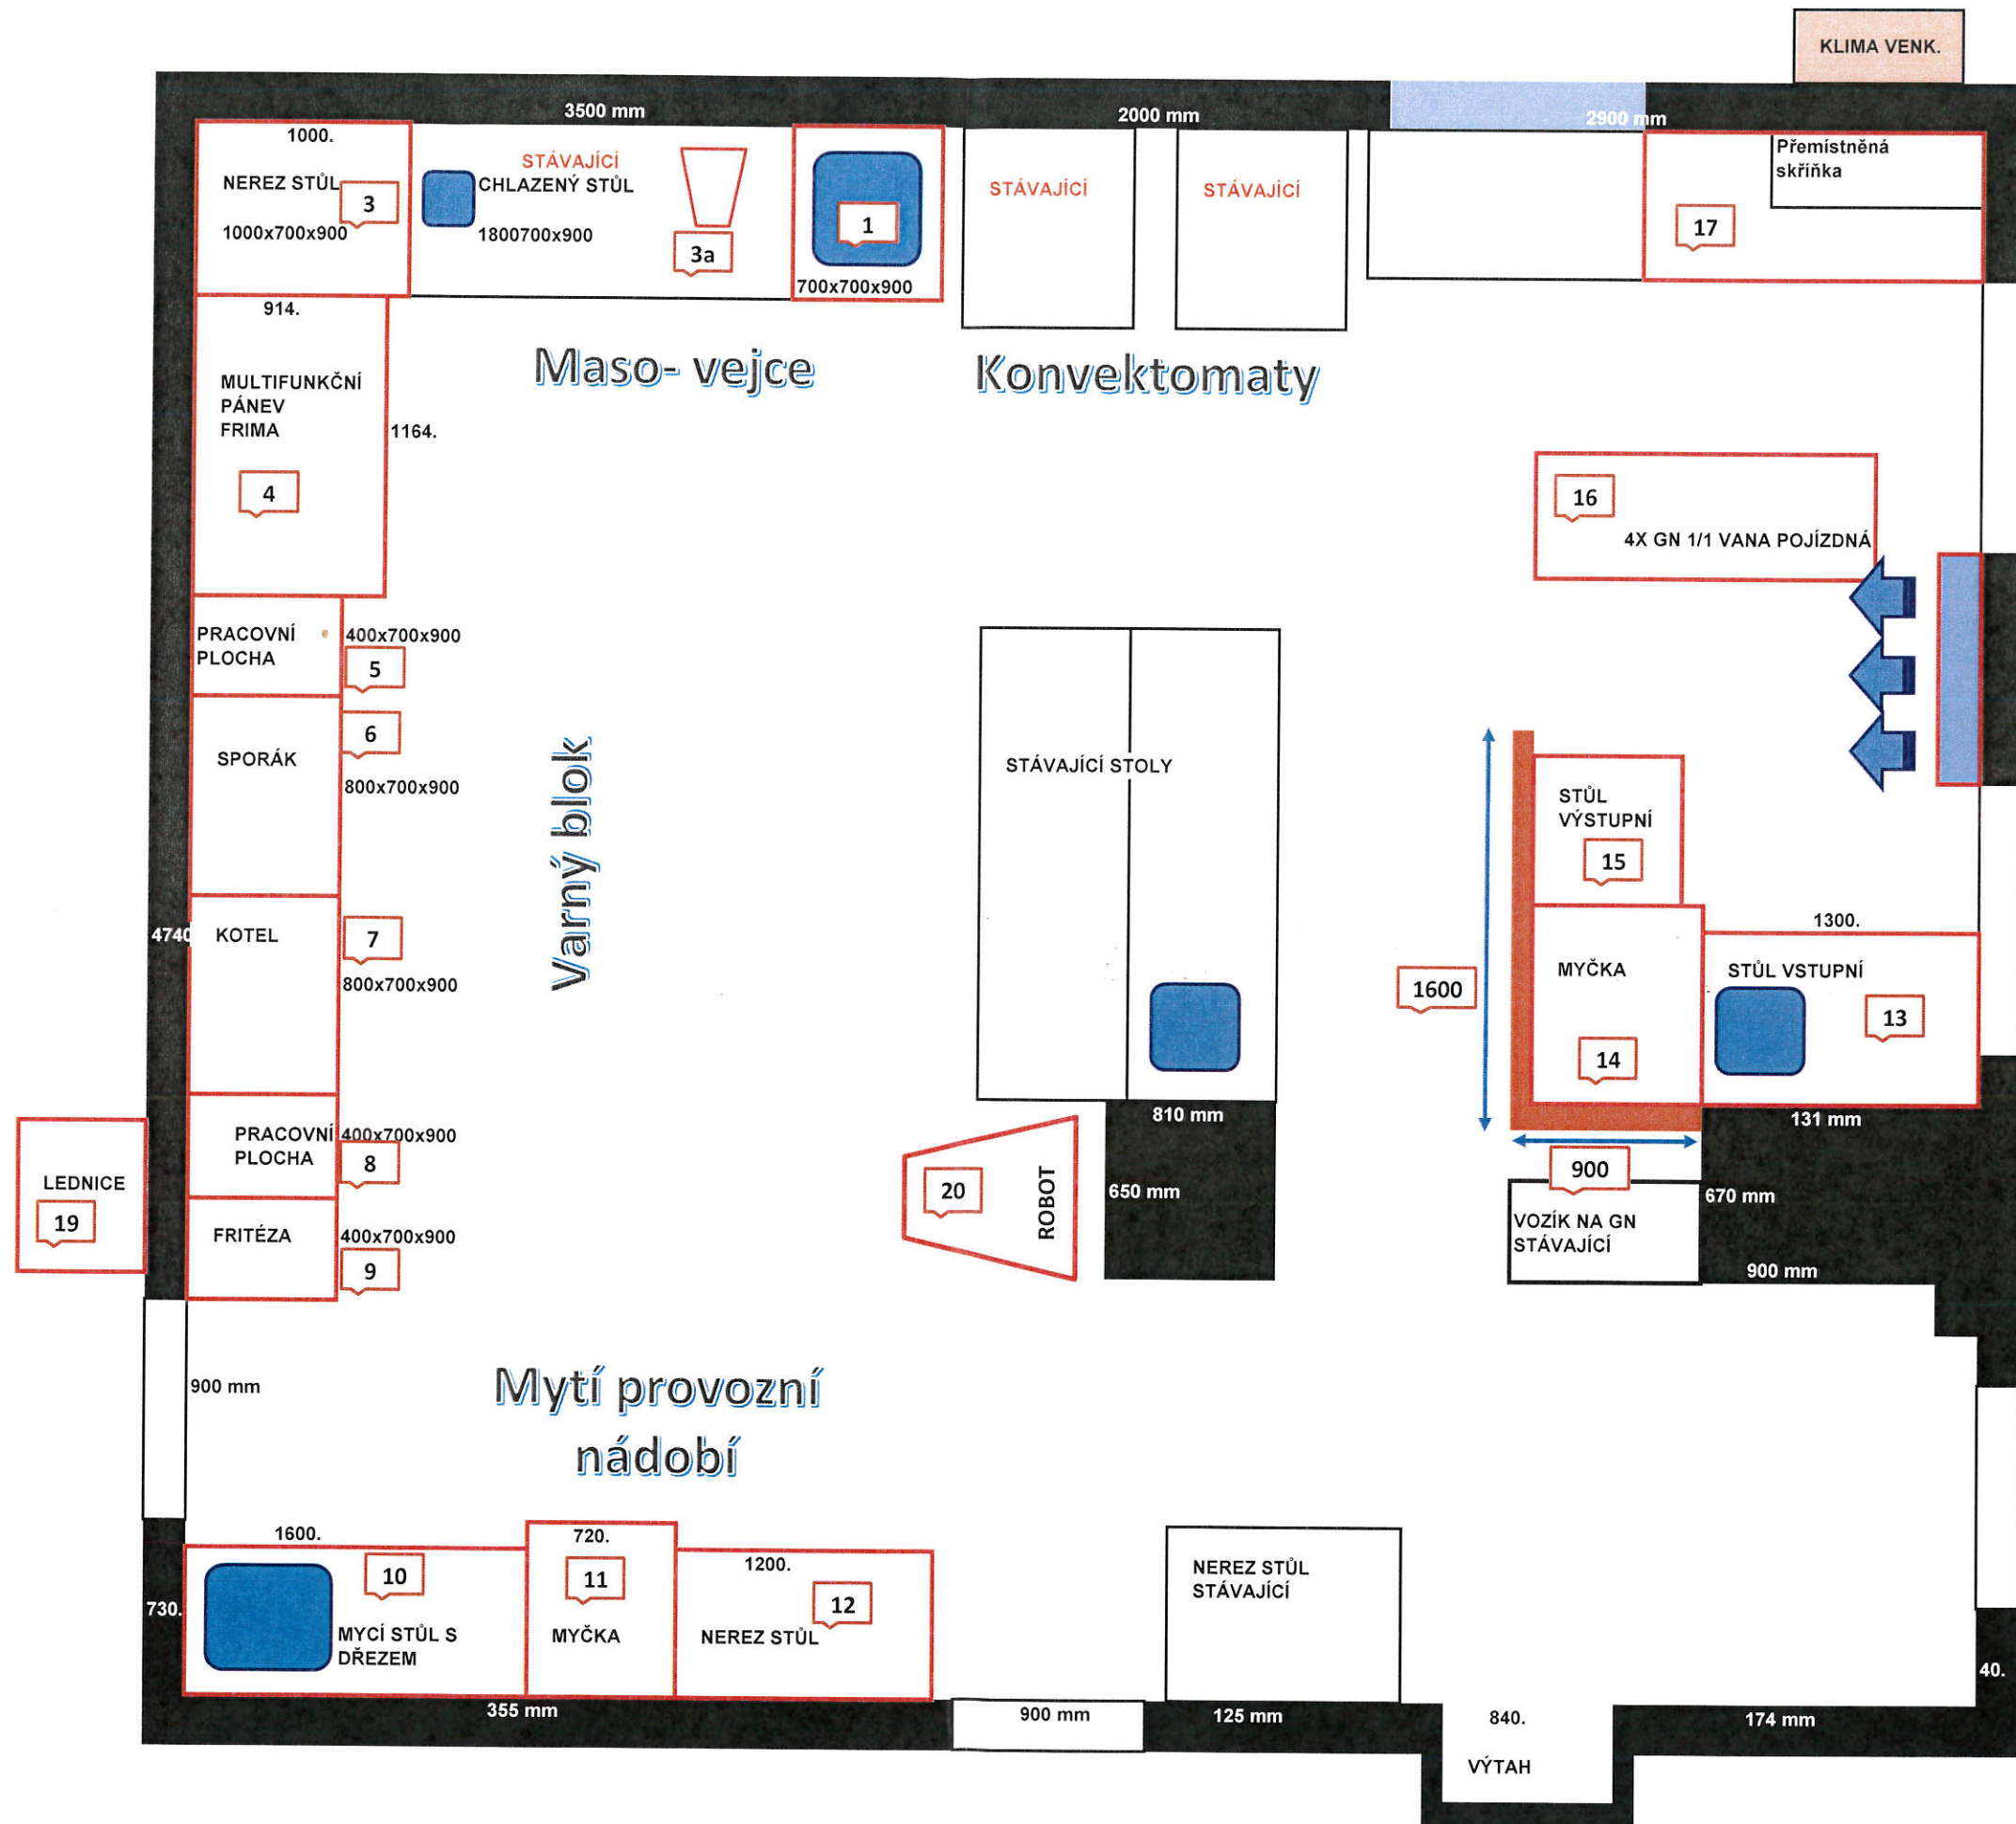 KLIMA VENK.
3500 mm
2000 mm
2900 mm
1000.
NEREZ STŮL
3
1000x700x900
STÁVAJÍCÍ
CHLAZENÝ STŮL
1800700x900
3a
1
700x700x900
STÁVAJÍCÍ
STÁVAJÍCÍ
Přemístněná
skříňka
17
914.
MULTIFUNKČNÍ
PÁNEV
FRIMA
1164.
4
Maso- vejce
Konvektomaty
16
4X GN 1/1 VANA POJÍZDNÁ
PRACOVNÍ
PLOCHA
400x700x900
5
6
SPORÁK
800x700x900
Varný blok
STÁVAJÍCÍ STOLY
STŮL
VÝSTUPNÍ
15
4740
KOTEL
7
800x700x900
1600
MYČKA
14
1300.
STŮL VSTUPNÍ
13
810 mm
131 mm
PRACOVNÍ
PLOCHA
400x700x900
8
LEDNICE
19
FRITÉZA
400x700x900
9
20
ROBOT
650 mm
900
670 mm
VOZÍK NA GN
STÁVAJÍCÍ
900 mm
900 mm
Mytí provozní
nádobí
1600.
10
MYCÍ STŮL S
DŘEZEM
730.
720.
11
MYČKA
1200.
12
NEREZ STŮL
NEREZ STŮL
STÁVAJÍCÍ
40.
355 mm
900 mm
125 mm
840.
VÝTAH
174 mm